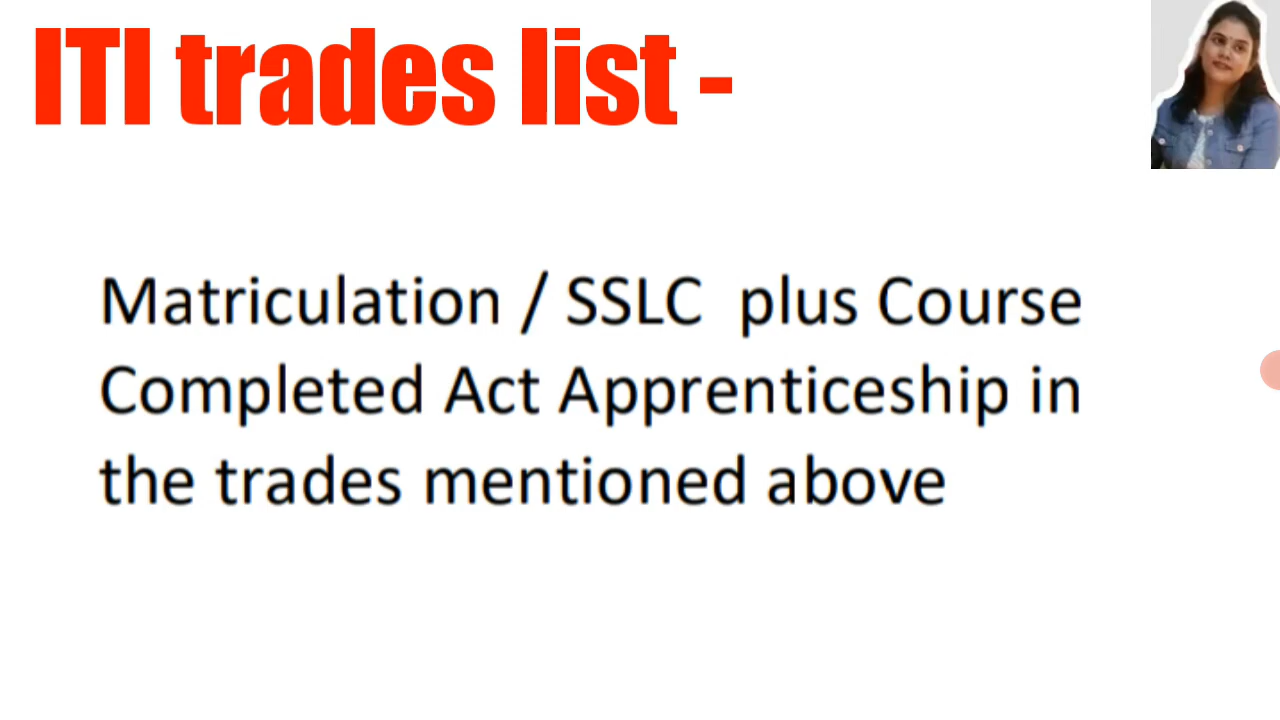 ITI trades list -
Matriculation / SSLC plus Course
Completed Act Apprenticeship in
the trades mentioned above